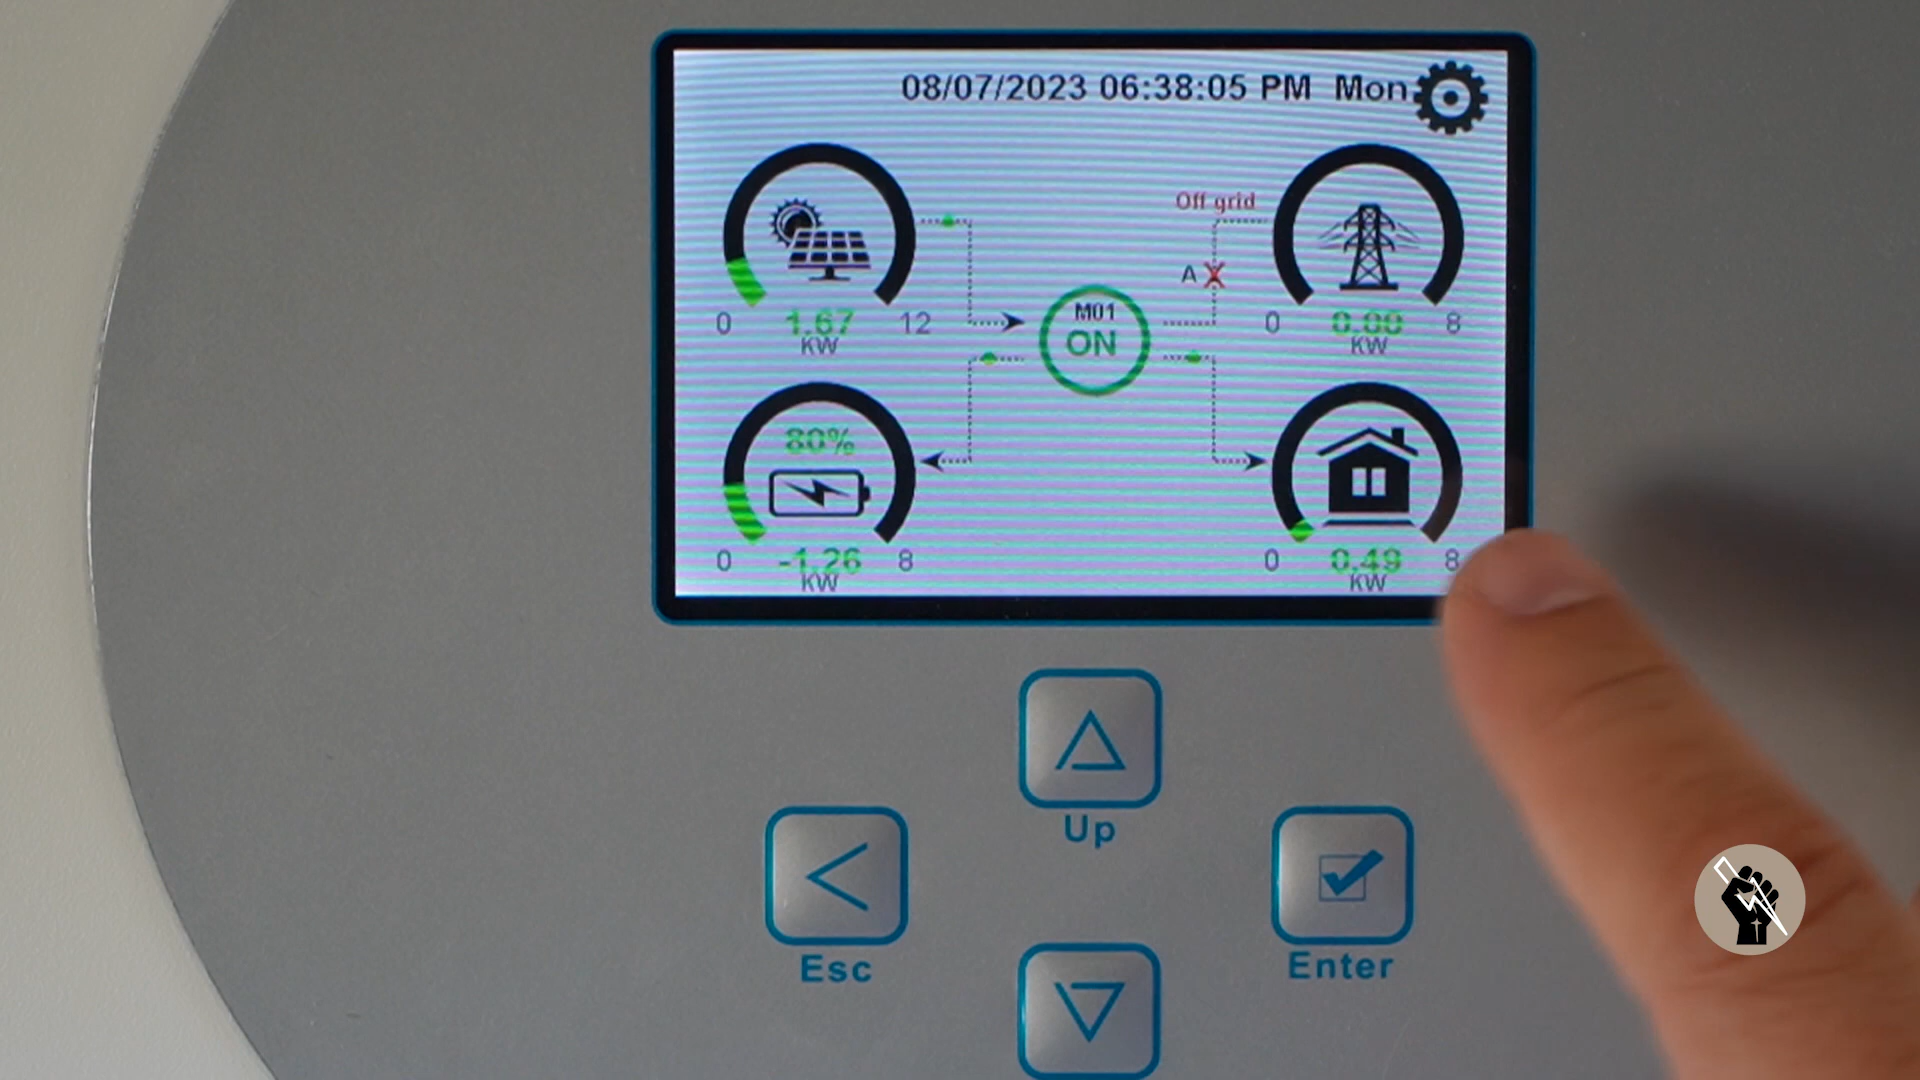 08/07/2023 06:38:05 PM Mon
Off grid
A
0 1.67 12
KW
M01
ON
0 0.00 8
KW
80%
0 -1.26 8
KW
0 0.49 8
KW
Up
Esc
Enter